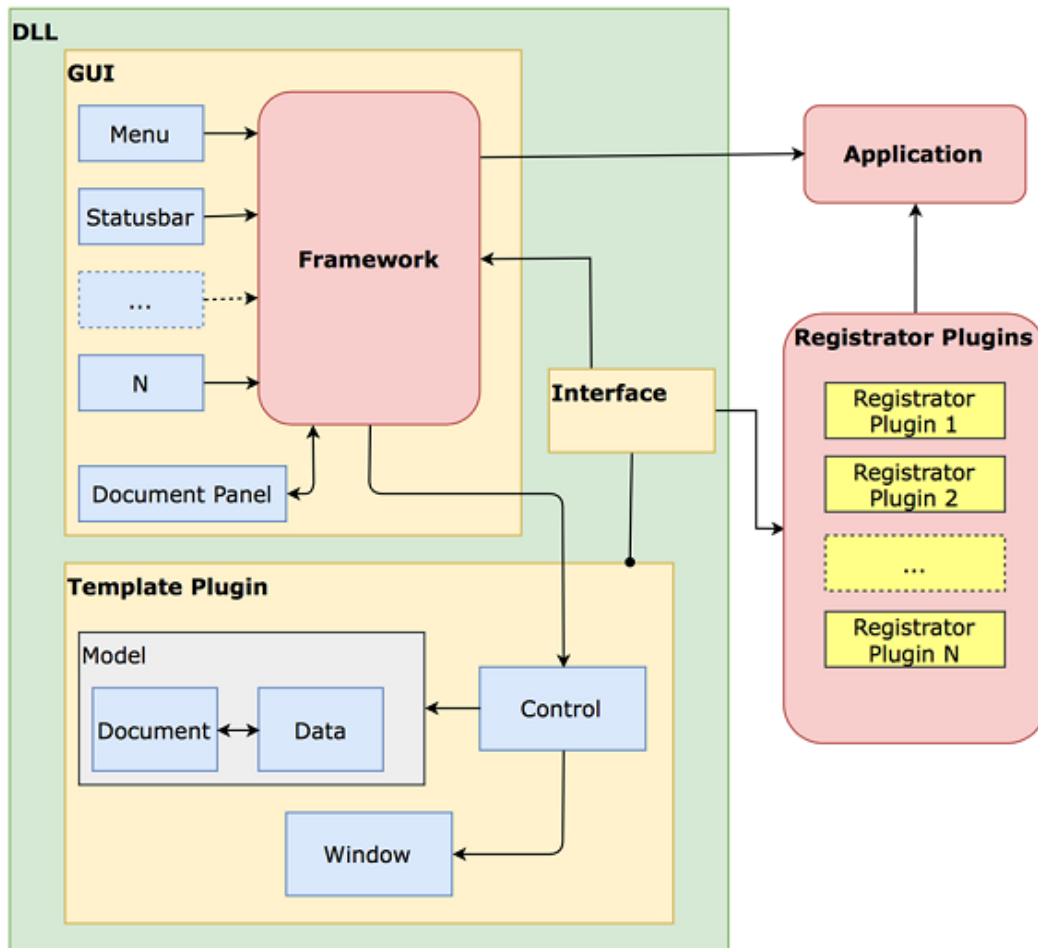 DLL
GUI
Menu
Statusbar
...
N
Document Panel
Framework
Application
Interface
Registrator Plugins
Registrator
Plugin 1
Registrator
Plugin 2
...
Registrator
Plugin N
Template Plugin
Model
Document
Data
Control
Window